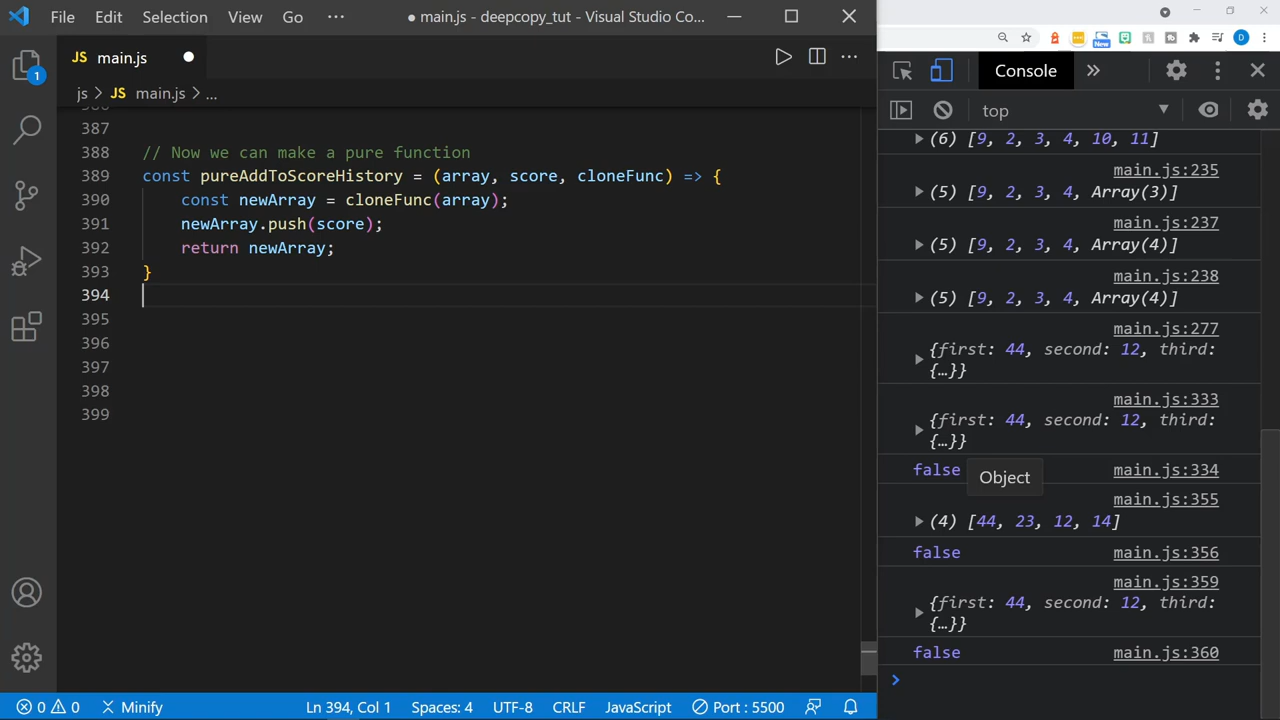 File Edit Selection View Go ··· ● main.js - deepcopy_tut - Visual Studio Co...
JS main.js ●
js > JS main.js > ...
1
387
388 // Now we can make a pure function
389 const pureAddToScoreHistory = (array, score, cloneFunc) => {
390 const newArray = cloneFunc(array);
391 newArray.push(score);
392 return newArray;
393 }
394
395
396
397
398
399
0 0 Minify Ln 394, Col 1 Spaces: 4 UTF-8 CRLF JavaScript Port : 5500
New D
Console »
top
(6) [9, 2, 3, 4, 10, 11]
main.js:235
(5) [9, 2, 3, 4, Array(3)]
main.js:237
(5) [9, 2, 3, 4, Array(4)]
main.js:238
(5) [9, 2, 3, 4, Array(4)]
main.js:277
{first: 44, second: 12, third:
{…}}
main.js:333
{first: 44, second: 12, third:
{…}}
false main.js:334
Object
main.js:355
(4) [44, 23, 12, 14]
false main.js:356
main.js:359
{first: 44, second: 12, third:
{…}}
false main.js:360